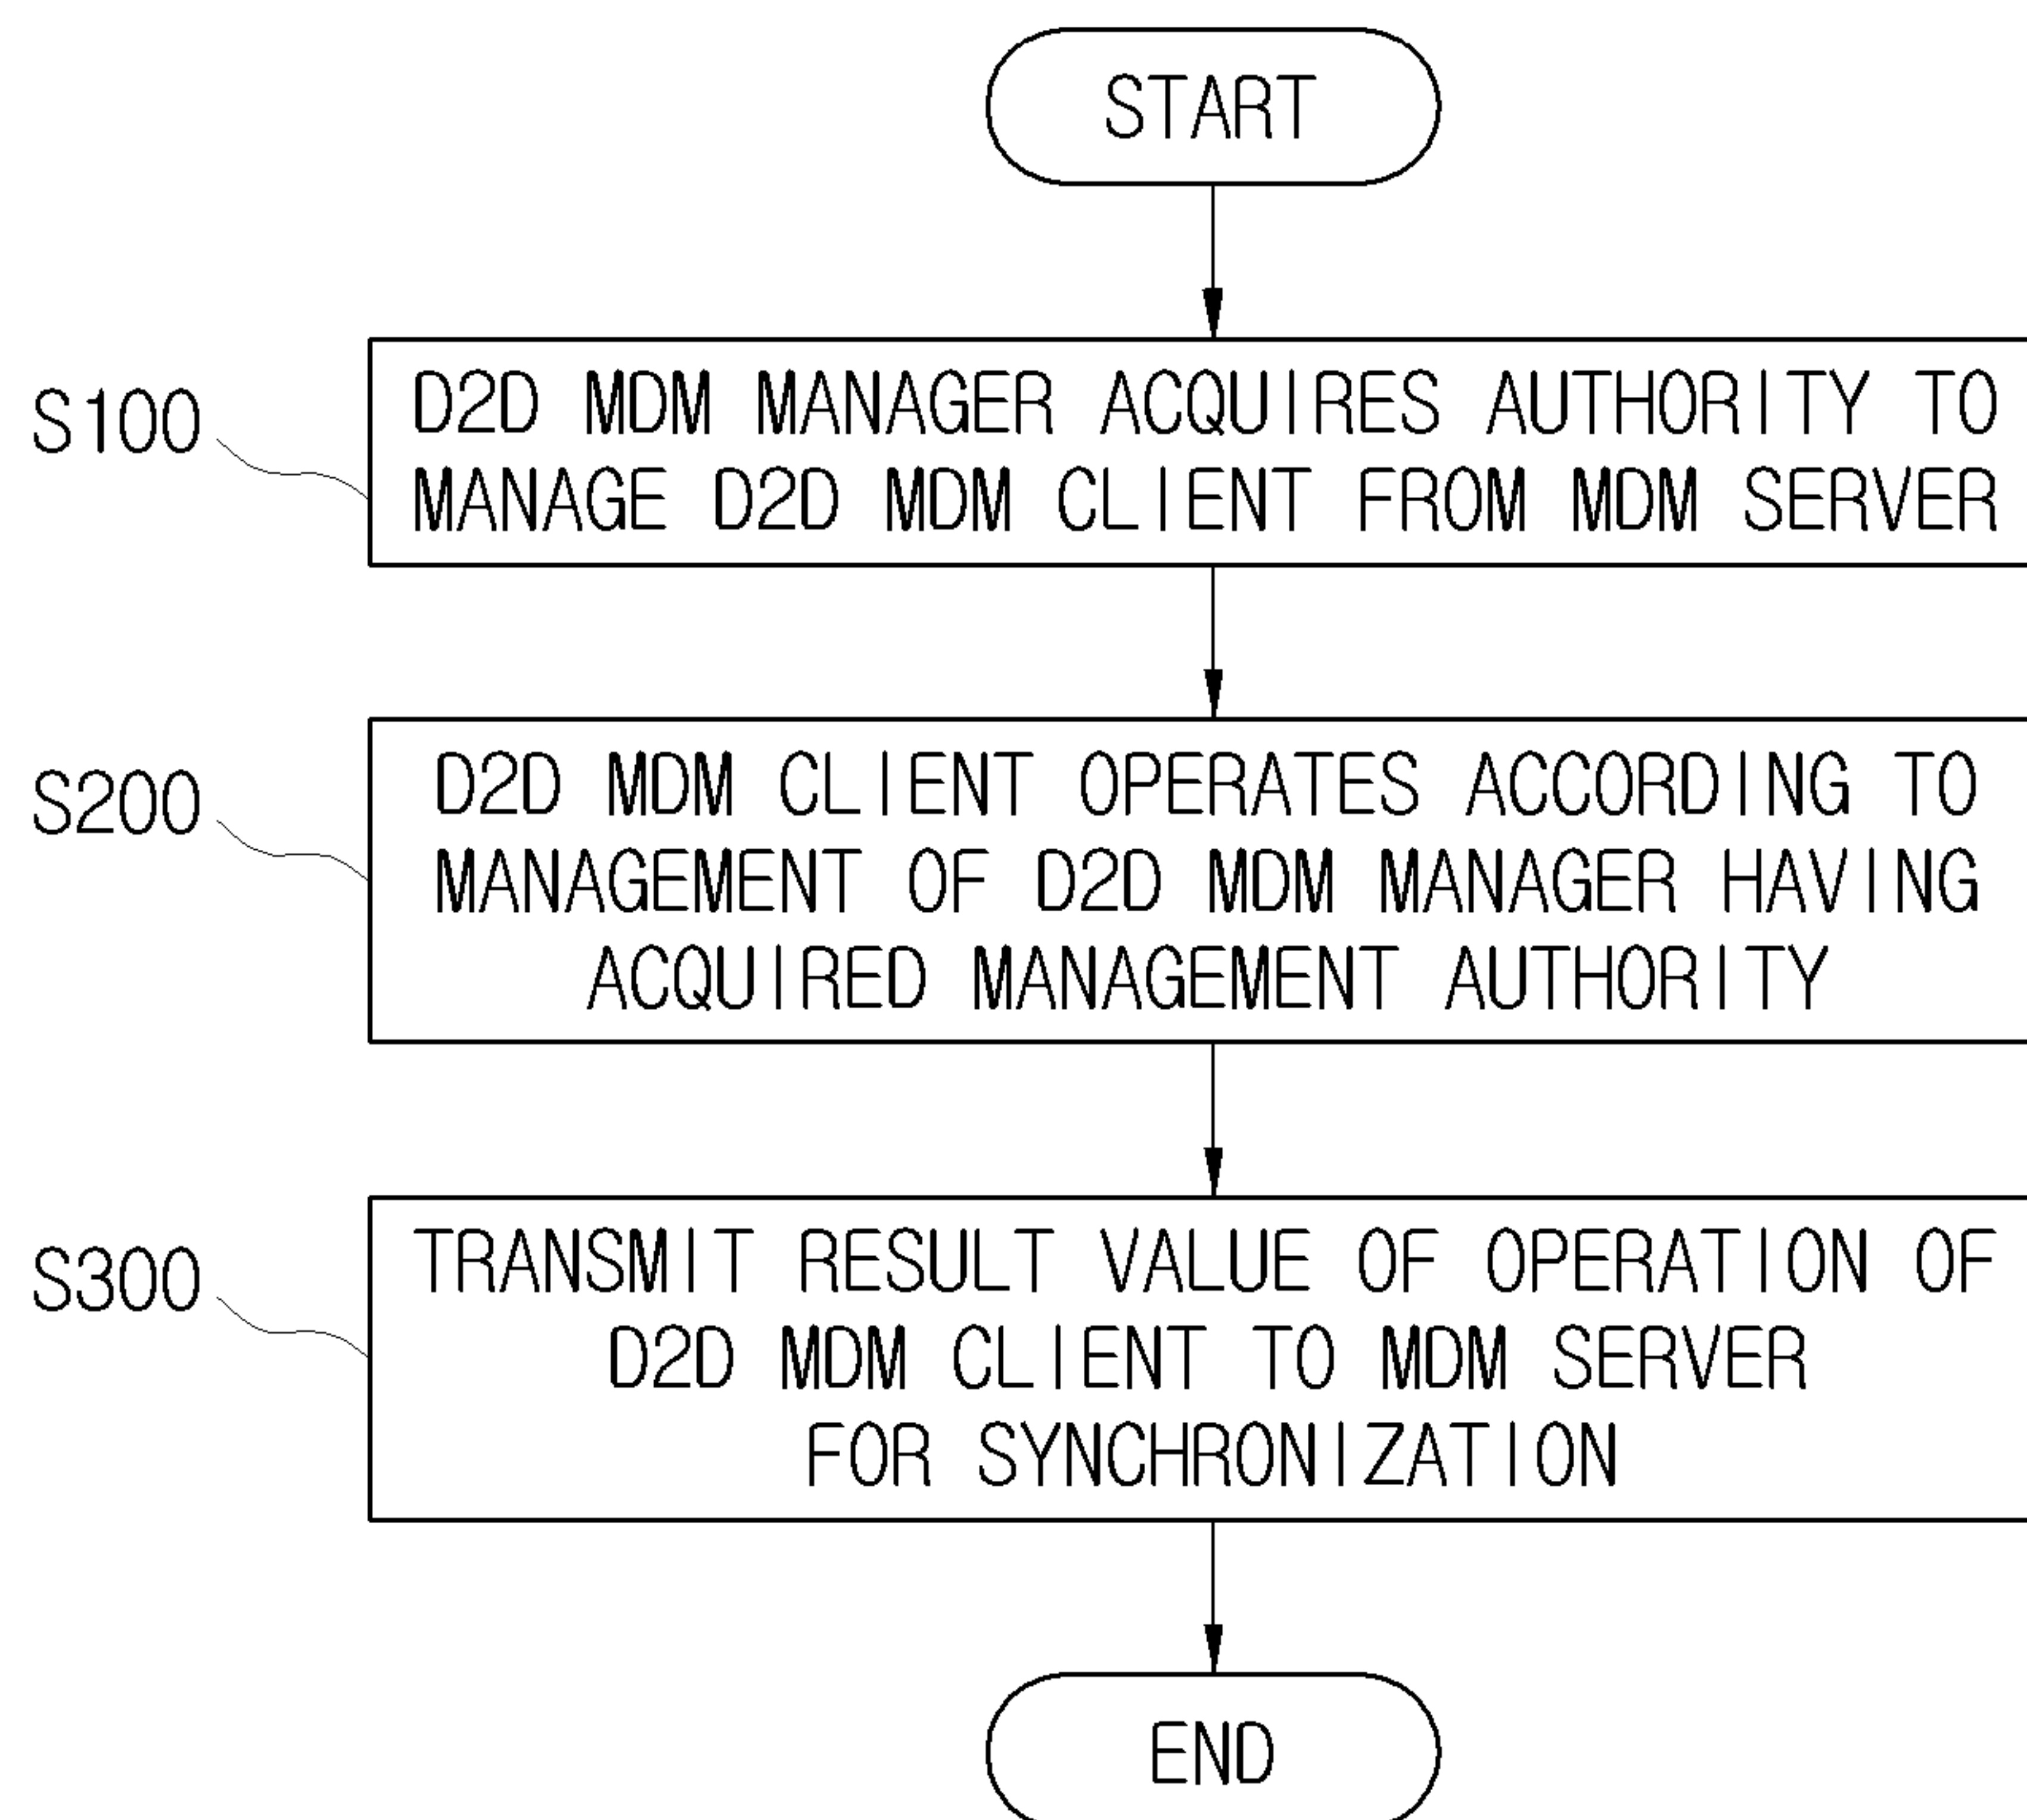 START
S100
D2D MDM MANAGER ACQUIRES AUTHORITY TO
MANAGE D2D MDM CLIENT FROM MDM SERVER
S200
D2D MDM CLIENT OPERATES ACCORDING TO
MANAGEMENT OF D2D MDM MANAGER HAVING
ACQUIRED MANAGEMENT AUTHORITY
S300
TRANSMIT RESULT VALUE OF OPERATION OF
D2D MDM CLIENT TO MDM SERVER
FOR SYNCHRONIZATION
END